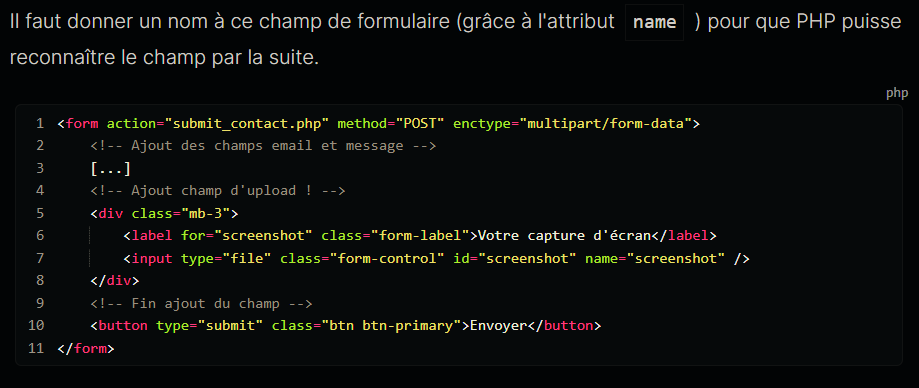 Il faut donner un nom à ce champ de formulaire (grâce à l'attribut name ) pour que PHP puisse
reconnaître le champ par la suite.
php
1 <form action="submit_contact.php" method="POST" enctype="multipart/form-data">
2     <!-- Ajout des champs email et message -->
3     [...]
4     <!-- Ajout champ d'upload ! -->
5     <div class="mb-3">
6         <label for="screenshot" class="form-label">Votre capture d'écran</label>
7         <input type="file" class="form-control" id="screenshot" name="screenshot" />
8     </div>
9     <!-- Fin ajout du champ -->
10     <button type="submit" class="btn btn-primary">Envoyer</button>
11 </form>